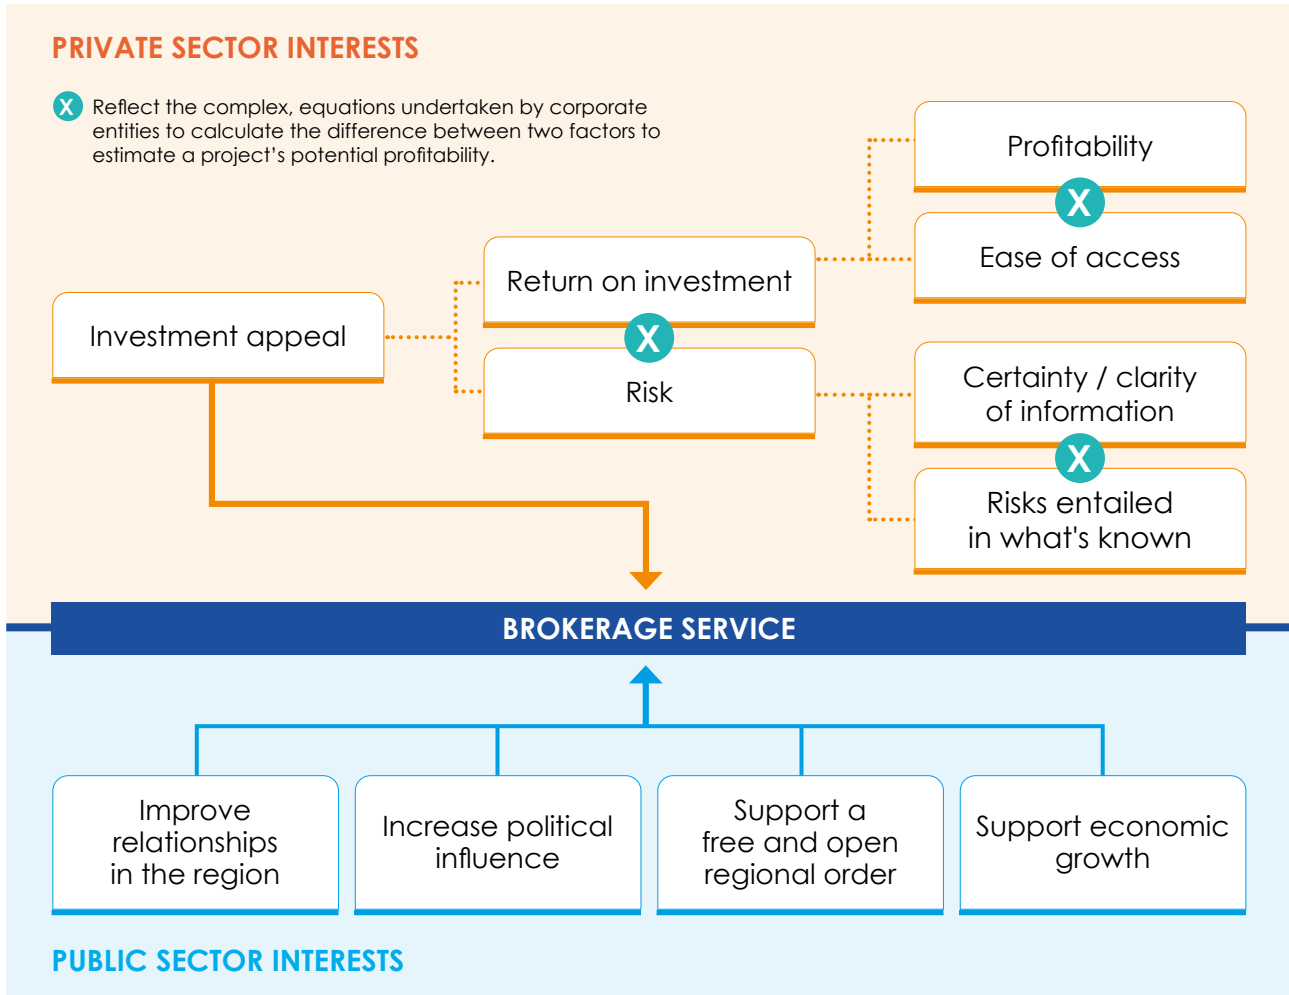 PRIVATE SECTOR INTERESTS
X Reflect the complex, equations undertaken by corporate
entities to calculate the difference between two factors to
estimate a project’s potential profitability.
Profitability
X
Ease of access
Return on investment
X
Risk
Investment appeal
Certainty / clarity
of information
X
Risks entailed
in what's known
BROKERAGE SERVICE
Improve
relationships
in the region
Increase political
influence
Support a
free and open
regional order
Support economic
growth
PUBLIC SECTOR INTERESTS